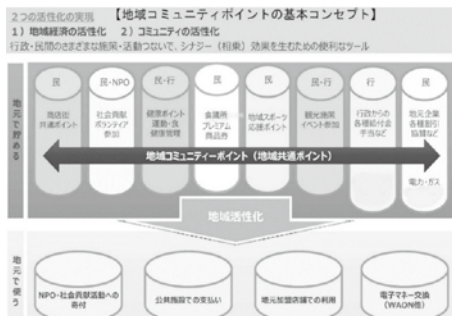 ２つの活性化の実現
【地域コミュニティポイントの基本コンセプト】
１）地域経済の活性化　２）コミュニティの活性化
行政・民間のさまざまな施策・活動つないで、シナジー（相乗）効果を生むための便利なツール
地元で貯める
民
商店街
共通ポイント
民・NPO
社会貢献
ボランティア
参加
民・行
健康ポイント
運動・食
健康管理
民
会議所
プレミアム
商品券
民
地域スポーツ
応援ポイント
民・行
観光施策
イベント参加
行
行政からの
各種給付金
手当など
民
地元企業
各種割引
協賛など
電力・ガス
地域コミュニティーポイント（地域共通ポイント）
地域活性化
地元で使う
NPO・社会貢献活動への
寄付
公共施設での支払い
地元加盟店舗での利用
電子マネー交換
（WAON他）